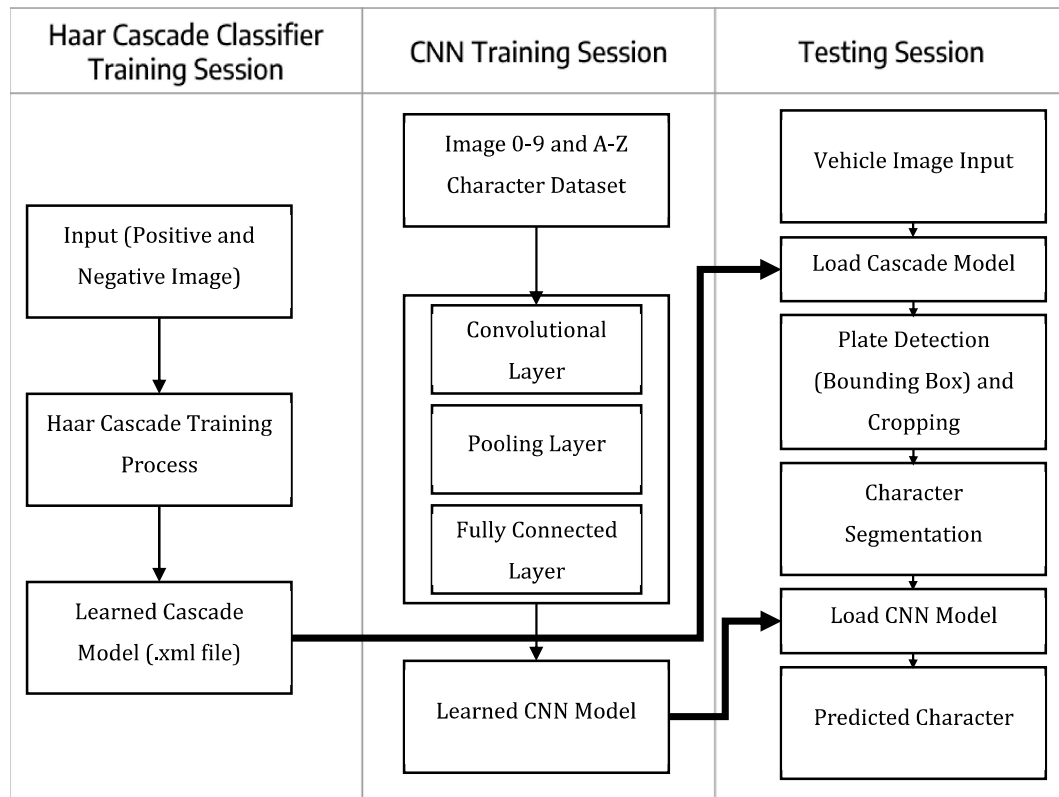 Haar Cascade Classifier
Training Session
CNN Training Session
Testing Session
Input (Positive and
Negative Image)
Haar Cascade Training
Process
Learned Cascade
Model (.xml file)
Image 0-9 and A-Z
Character Dataset
Convolutional
Layer
Pooling Layer
Fully Connected
Layer
Learned CNN Model
Vehicle Image Input
Load Cascade Model
Plate Detection
(Bounding Box) and
Cropping
Character
Segmentation
Load CNN Model
Predicted Character